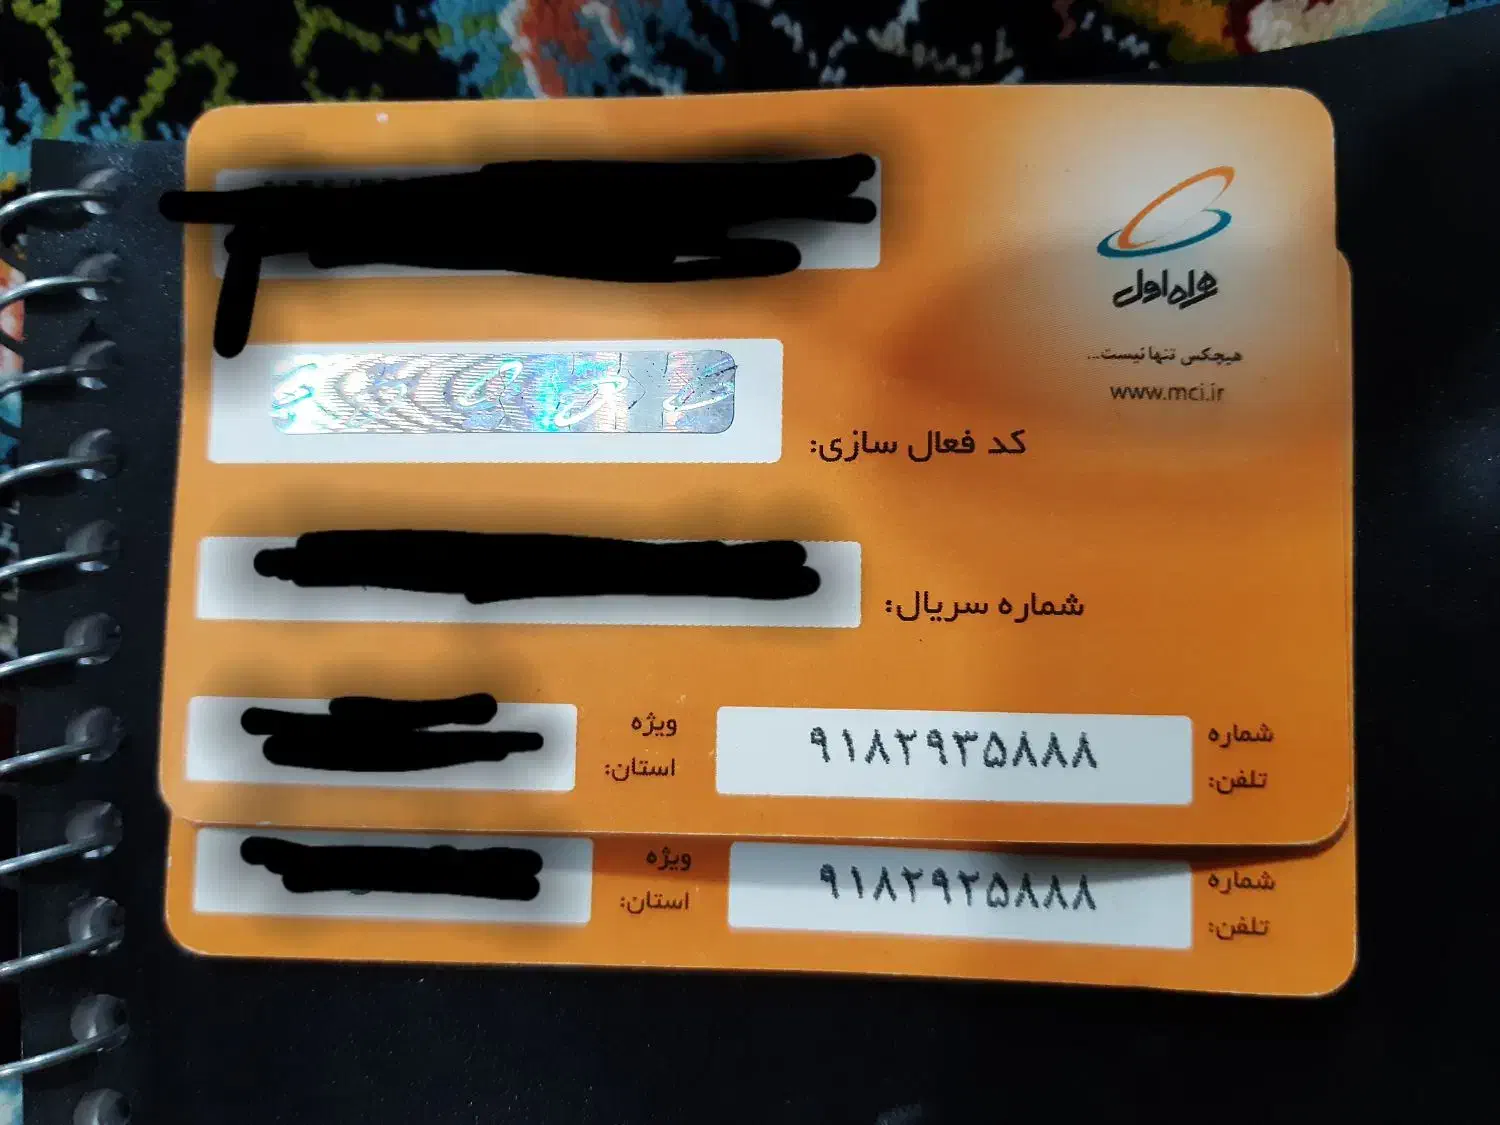 همراه اول
هیچکس تنها نیست...
www.mci.ir
کد فعال سازی:
شماره سریال:
شماره تلفن:
۹۱۸۲۹۳۵۸۸۸
ویژه استان:
شماره تلفن:
۹۱۸۲۹۲۵۸۸۸
ویژه استان: